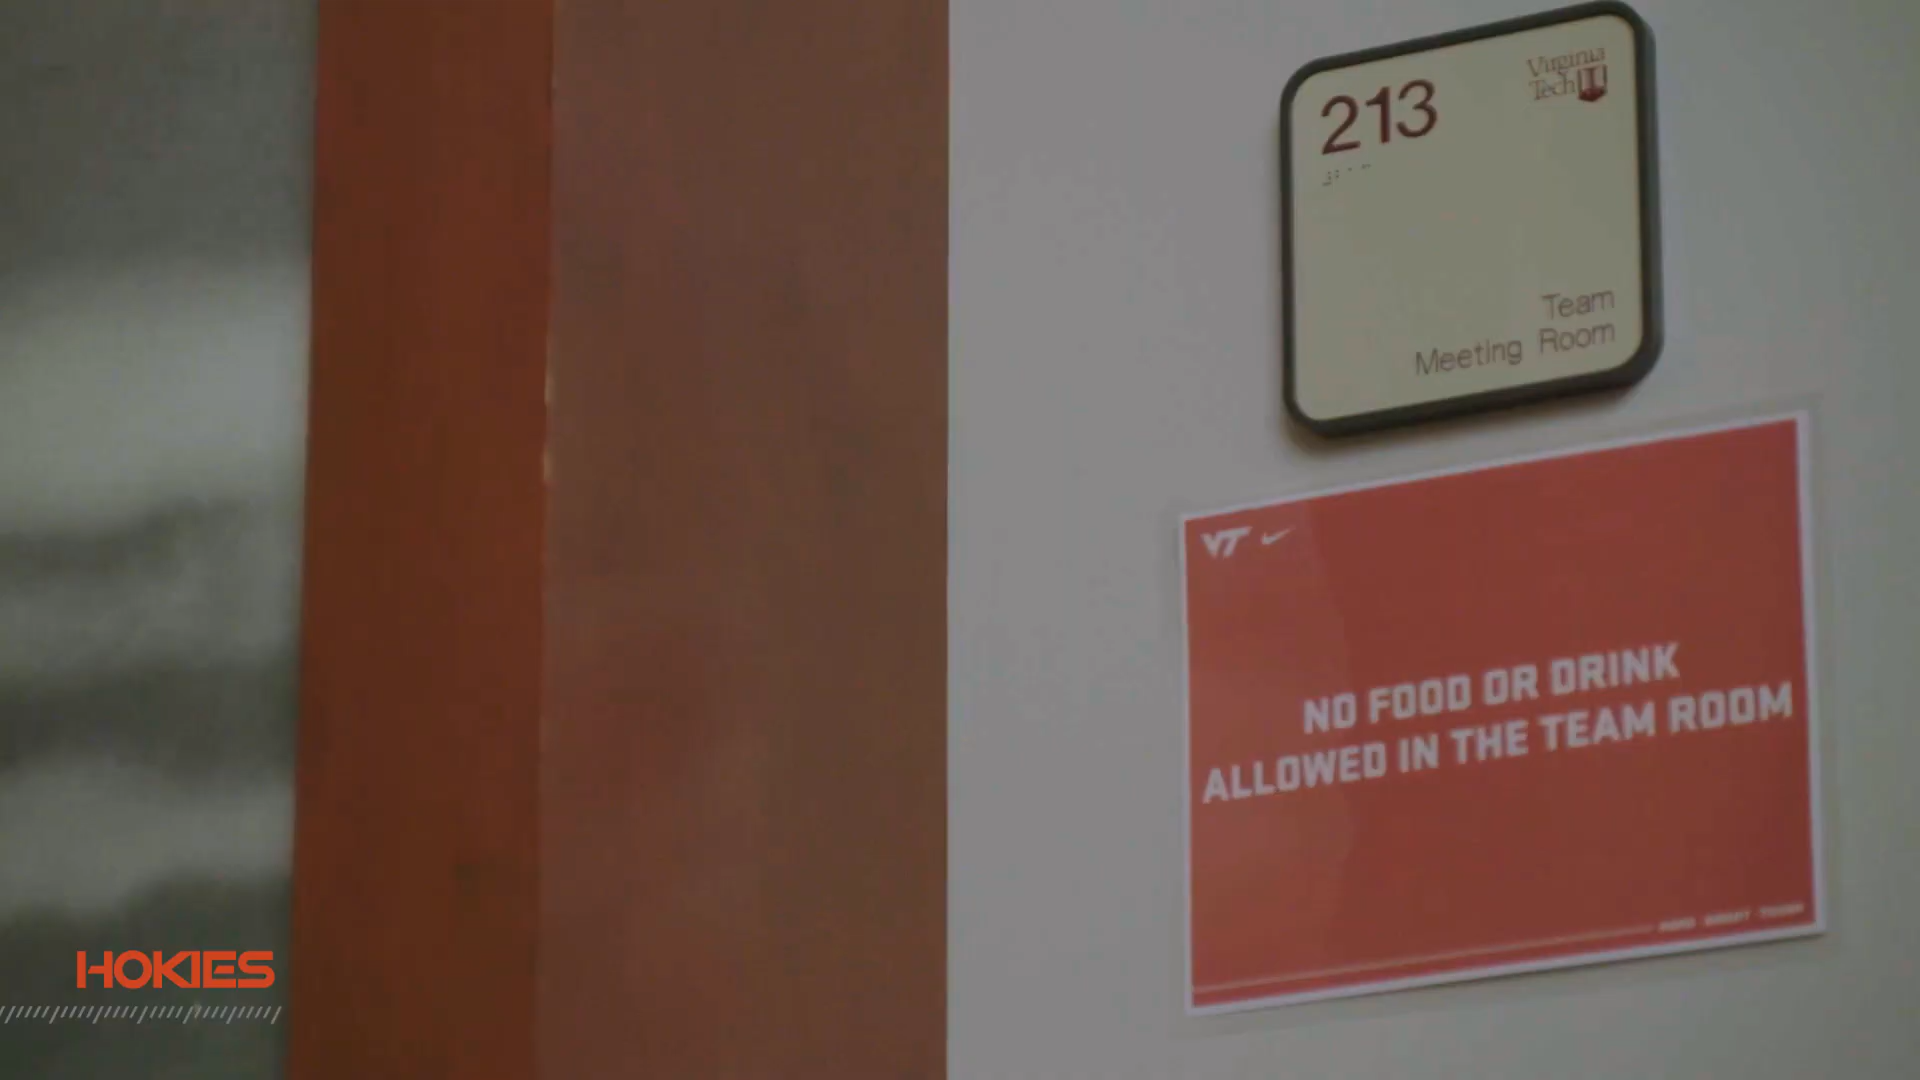 213
Virginia
Tech
Team
Meeting Room
VT
NO FOOD OR DRINK
ALLOWED IN THE TEAM ROOM
HOKIES